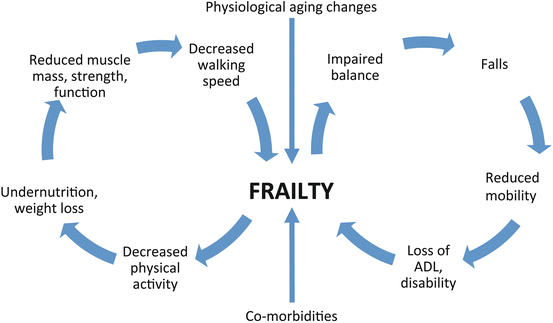 Physiological aging changes
Reduced muscle
mass, strength,
function
Decreased
walking
speed
Impaired
balance
Falls
Undernutrition,
weight loss
FRAILTY
Reduced
mobility
Decreased
physical
activity
Loss of
ADL,
disability
Co-morbidities